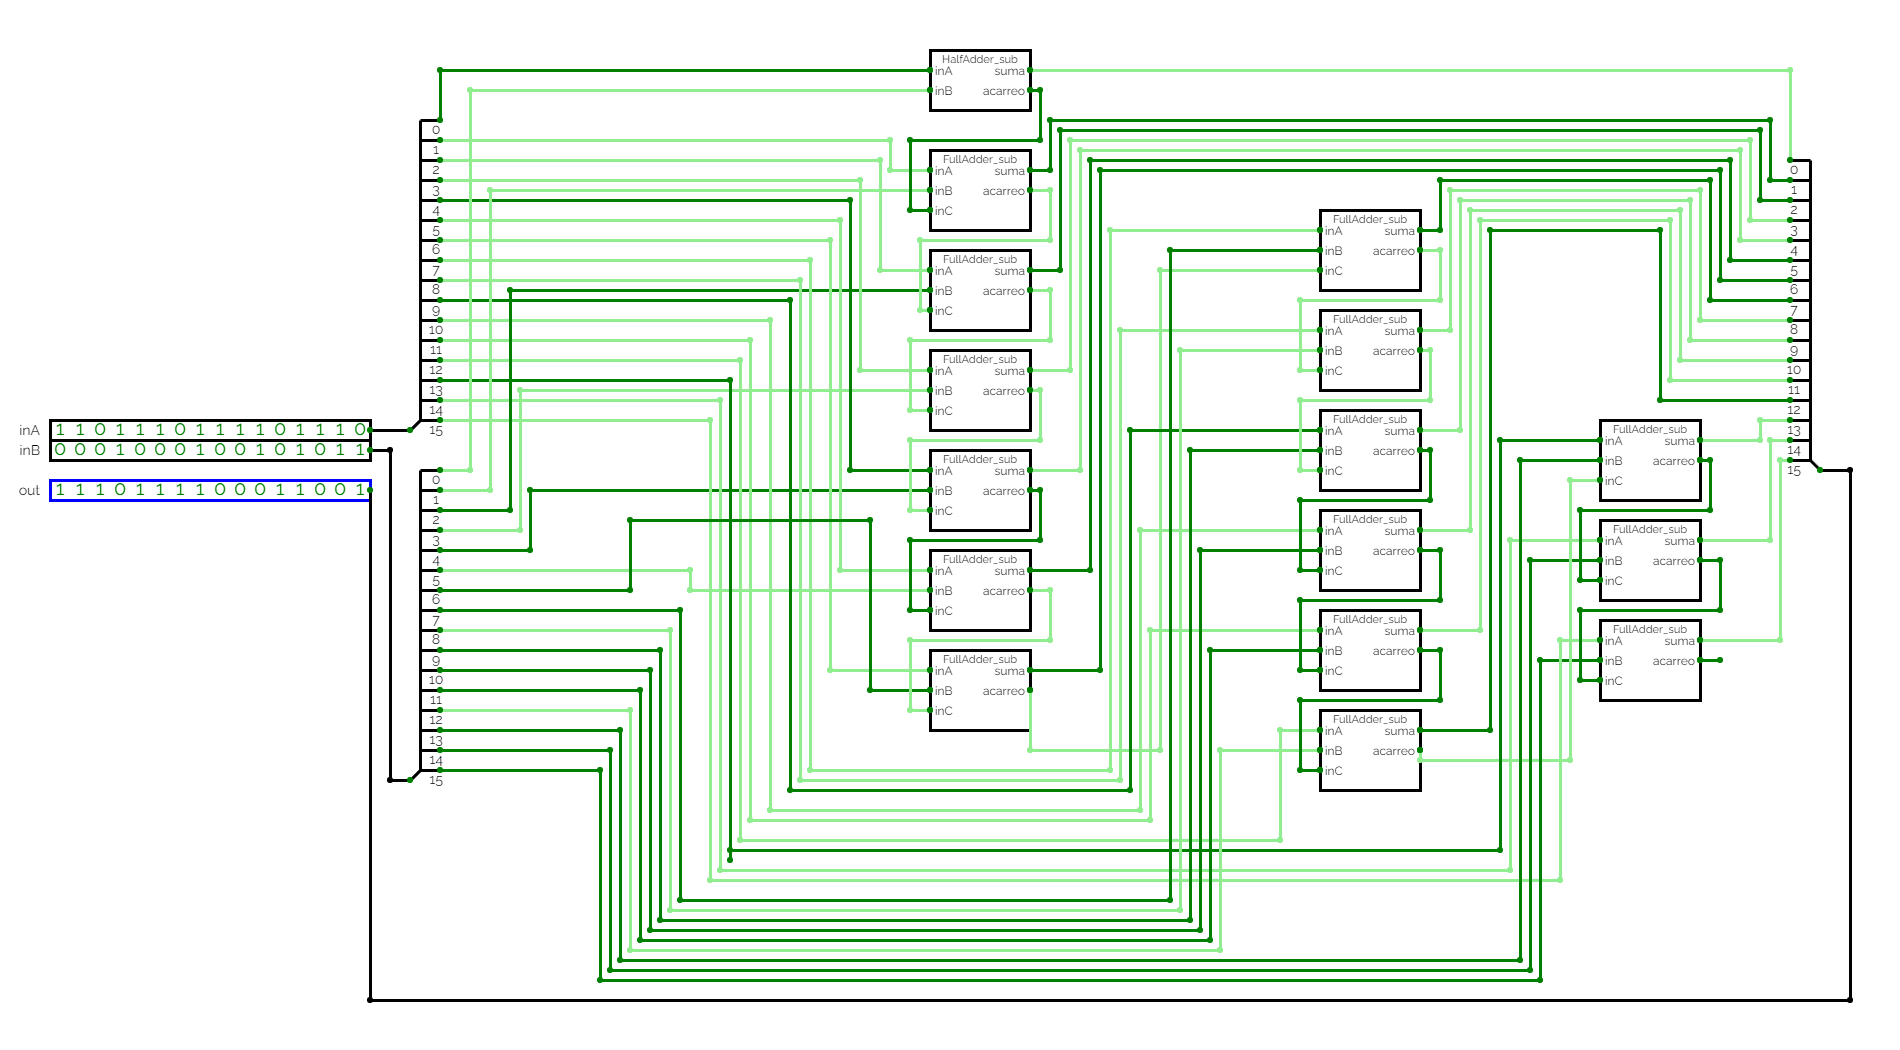 HalfAdder_sub
inA suma
inB acarreo
FullAdder_sub
inA suma
inB acarreo
inC
FullAdder_sub
inA suma
inB acarreo
inC
FullAdder_sub
inA suma
inB acarreo
inC
FullAdder_sub
inA suma
inB acarreo
inC
FullAdder_sub
inA suma
inB acarreo
inC
FullAdder_sub
inA suma
inB acarreo
inC
FullAdder_sub
inA suma
inB acarreo
inC
FullAdder_sub
inA suma
inB acarreo
inC
FullAdder_sub
inA suma
inB acarreo
inC
FullAdder_sub
inA suma
inB acarreo
inC
FullAdder_sub
inA suma
inB acarreo
inC
FullAdder_sub
inA suma
inB acarreo
inC
FullAdder_sub
inA suma
inB acarreo
inC
FullAdder_sub
inA suma
inB acarreo
inC
FullAdder_sub
inA suma
inB acarreo
inC
0
1
2
3
4
5
6
7
8
9
10
11
12
13
14
15
0
1
2
3
4
5
6
7
8
9
10
11
12
13
14
15
0
1
2
3
4
5
6
7
8
9
10
11
12
13
14
15
inA 1 1 0 1 1 1 0 1 1 1 1 0 1 1 1 0
inB 0 0 0 1 0 0 0 1 0 0 1 0 1 0 1 1
out 1 1 1 0 1 1 1 1 0 0 0 1 1 0 0 1